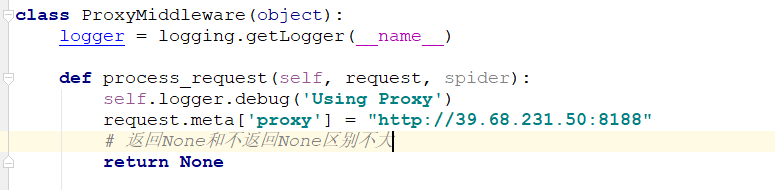 class ProxyMiddleware(object):
logger = logging.getLogger(__name__)
def process_request(self, request, spider):
self.logger.debug('Using Proxy')
request.meta['proxy'] = "http://39.68.231.50:8188"
# 返回None和不返回None区别不大
return None